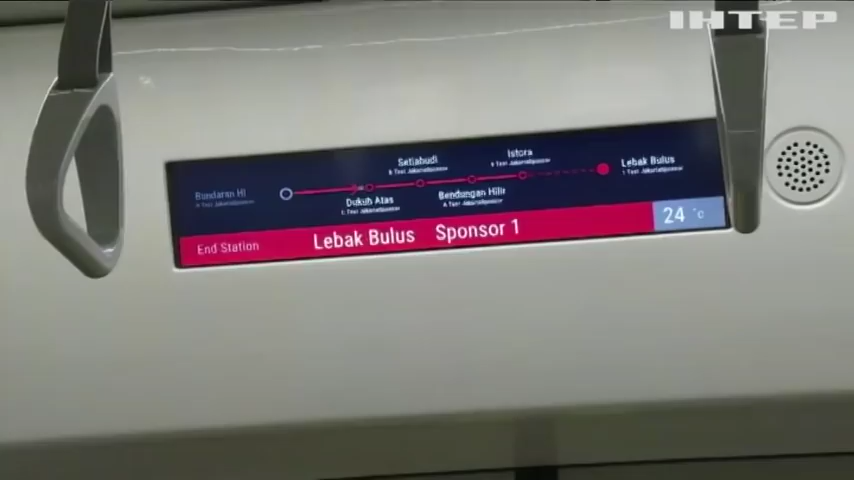 ІНТЕР
Setiabudi
Istora
Lebak Bulus
Bundaran HI
Dukuh Atas
Bendungan Hilir
End Station
Lebak Bulus Sponsor 1
24 °C